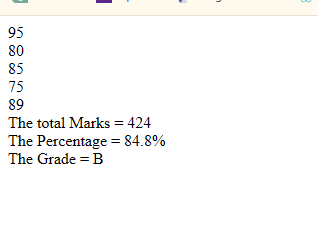 95
80
85
75
89
The total Marks = 424
The Percentage = 84.8%
The Grade = B